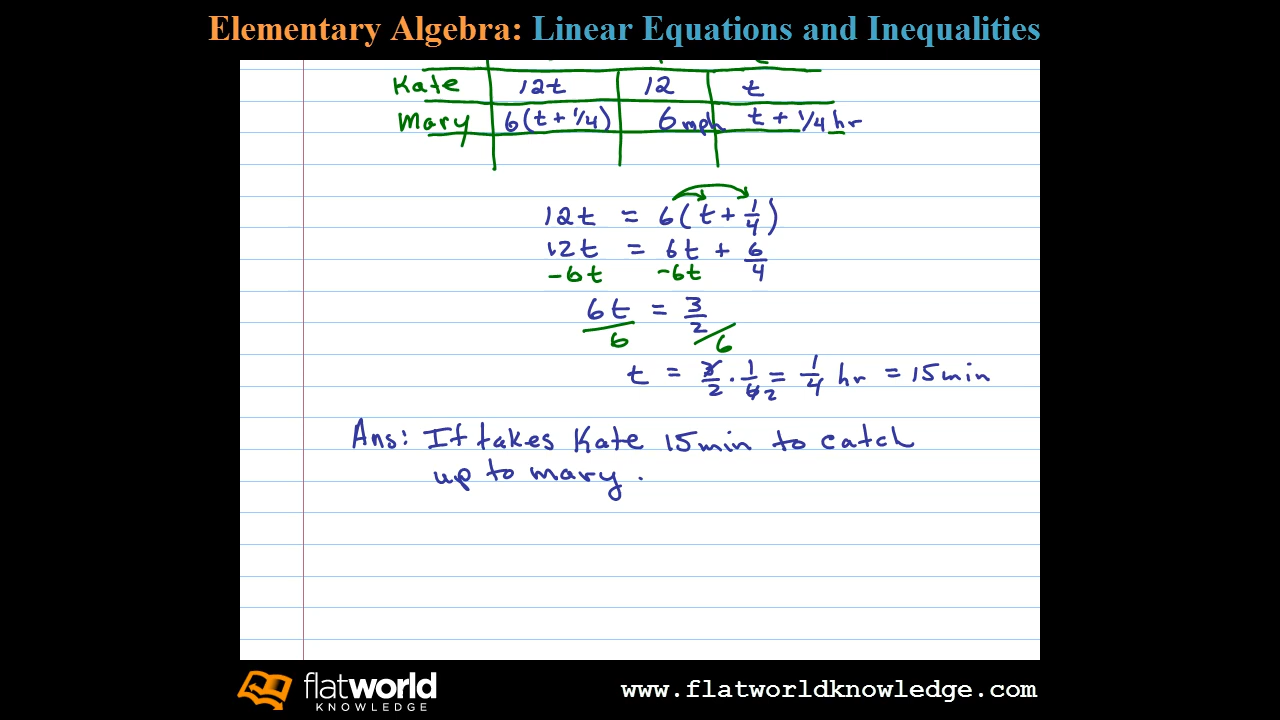 Elementary Algebra: Linear Equations and Inequalities
Kate 12t 12 t
Mary 6(t + 1/4) 6 mph t + 1/4 hr
12t = 6(t + 1/4)
12t = 6t + 6/4
-6t -6t
6t = 3/2
6 /6
t = 3/2 · 1/6 2 = 1/4 hr = 15 min
Ans: It takes Kate 15 min to catch
up to mary.
flatworld
KNOWLEDGE
www.flatworldknowledge.com